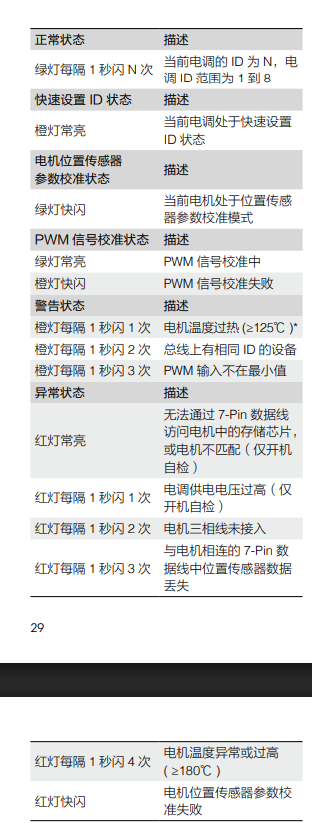 正常状态 描述
绿灯每隔 1 秒闪 N 次 当前电调的 ID 为 N，电
调 ID 范围为 1 到 8
快速设置 ID 状态 描述
橙灯常亮 当前电调处于快速设置
ID 状态
电机位置传感器
参数校准状态 描述
绿灯快闪 当前电机处于位置传感
器参数校准模式
PWM 信号校准状态 描述
绿灯常亮 PWM 信号校准中
橙灯快闪 PWM 信号校准失败
警告状态 描述
橙灯每隔 1 秒闪 1 次 电机温度过热 (≥125℃ )*
橙灯每隔 1 秒闪 2 次 总线上有相同 ID 的设备
橙灯每隔 1 秒闪 3 次 PWM 输入不在最小值
异常状态 描述
红灯常亮 无法通过 7-Pin 数据线
访问电机中的存储芯片，
或电机不匹配（仅开机
自检）
红灯每隔 1 秒闪 1 次 电调供电电压过高（仅
开机自检）
红灯每隔 1 秒闪 2 次 电机三相线未接入
红灯每隔 1 秒闪 3 次 与电机相连的 7-Pin 数
据线中位置传感器数据
丢失
29
红灯每隔 1 秒闪 4 次 电机温度异常或过高
( ≥180℃ )
红灯快闪 电机位置传感器参数校
准失败